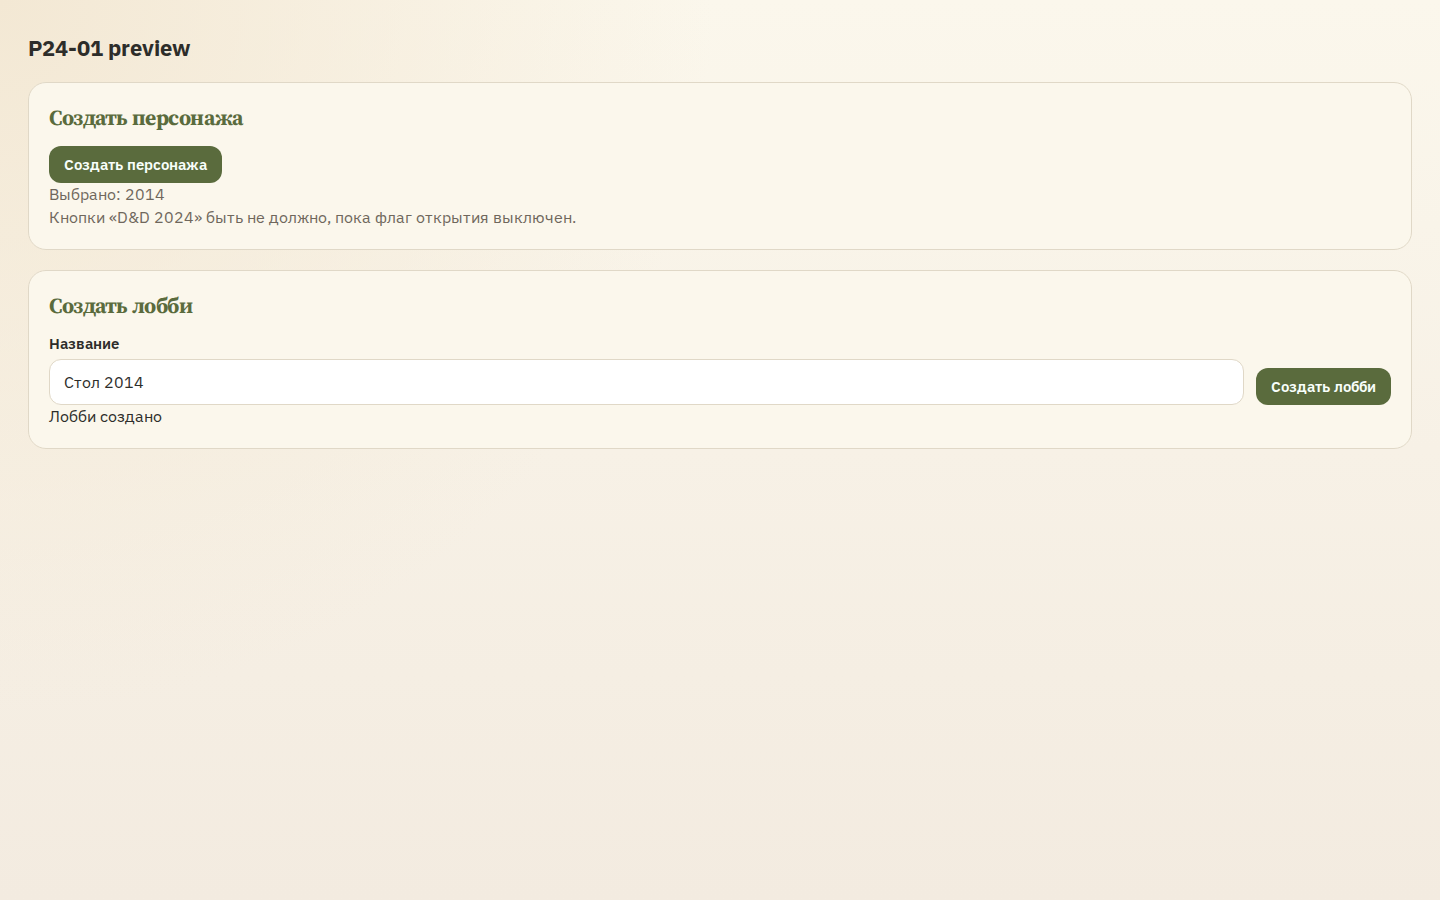 P24-01 preview
Создать персонажа
Создать персонажа
Выбрано: 2014
Кнопки «D&D 2024» быть не должно, пока флаг открытия выключен.
Создать лобби
Название
Стол 2014
Создать лобби
Лобби создано